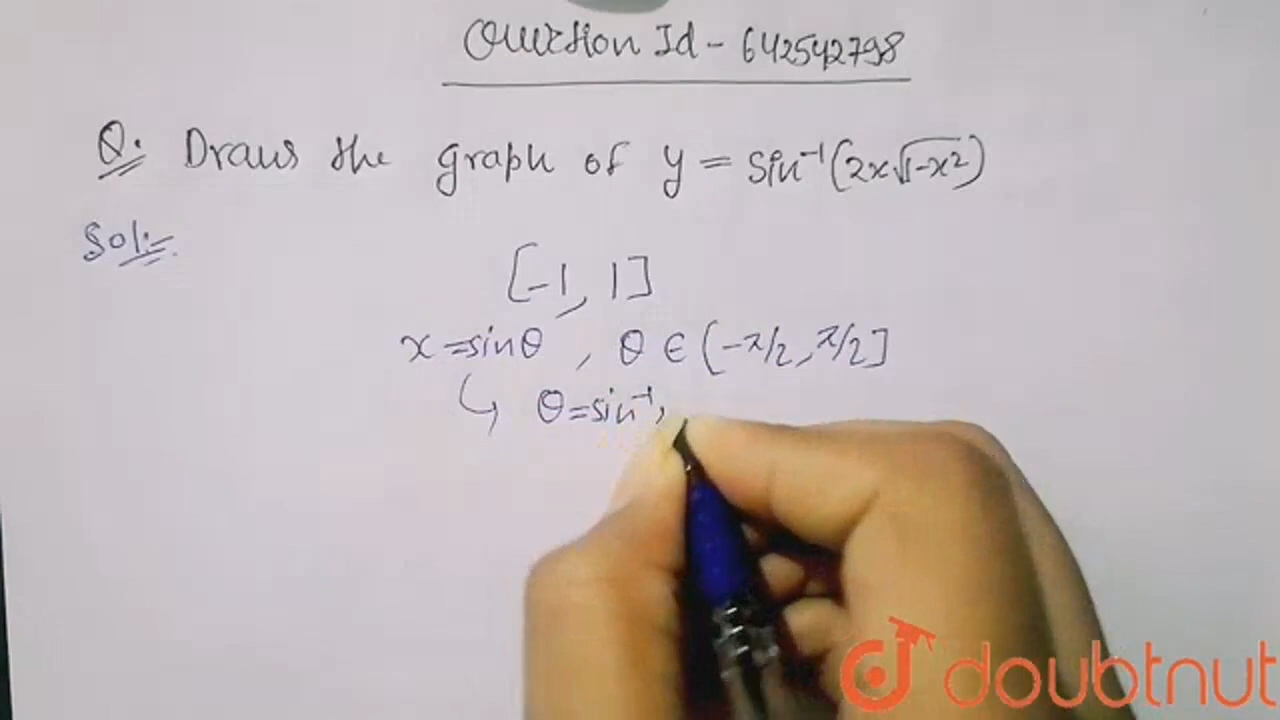 Question Id - 642542798
Q. Draw the graph of y = sin⁻¹(2x√1-x²)
Sol:-
[-1, 1]
x = sinθ , θ ∈ [-π/2, π/2]
↳ θ = sin⁻¹
doubtnut